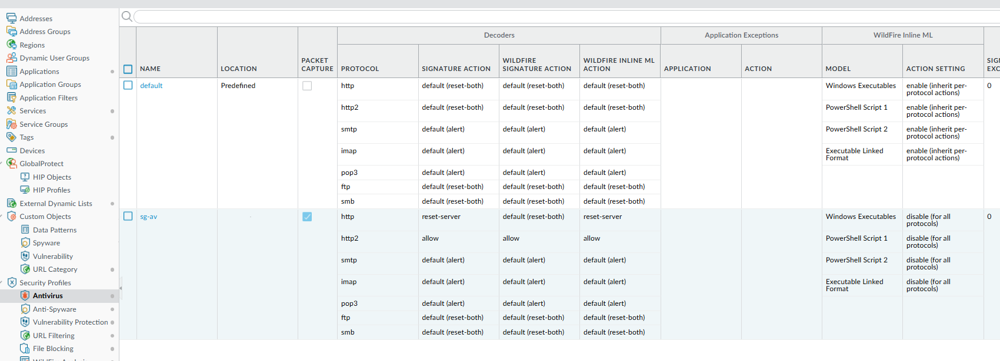 Addresses
Address Groups
Regions
Dynamic User Groups
Applications
Application Groups
Application Filters
Services
Service Groups
Tags
Devices
GlobalProtect
HIP Objects
HIP Profiles
External Dynamic Lists
Custom Objects
Data Patterns
Spyware
Vulnerability
URL Category
Security Profiles
Antivirus
Anti-Spyware
Vulnerability Protection
URL Filtering
File Blocking
Decoders Application Exceptions WildFire Inline ML
NAME LOCATION PACKET CAPTURE PROTOCOL SIGNATURE ACTION WILDFIRE SIGNATURE ACTION WILDFIRE INLINE ML ACTION APPLICATION ACTION MODEL ACTION SETTING
default Predefined http default (reset-both) default (reset-both) default (reset-both) Windows Executables enable (inherit per-protocol actions) 0
http2 default (reset-both) default (reset-both) default (reset-both) PowerShell Script 1 enable (inherit per-protocol actions)
smtp default (alert) default (alert) default (alert) PowerShell Script 2 enable (inherit per-protocol actions)
imap default (alert) default (alert) default (alert) Executable Linked Format enable (inherit per-protocol actions)
pop3 default (alert) default (alert) default (alert)
ftp default (reset-both) default (reset-both) default (reset-both)
smb default (reset-both) default (reset-both) default (reset-both)
sg-av http reset-server default (reset-both) reset-server Windows Executables disable (for all protocols) 0
http2 allow allow allow PowerShell Script 1 disable (for all protocols)
smtp default (alert) default (alert) default (alert) PowerShell Script 2 disable (for all protocols)
imap default (alert) default (alert) default (alert) Executable Linked Format disable (for all protocols)
pop3 default (alert) default (alert) default (alert)
ftp default (reset-both) default (reset-both) default (reset-both)
smb default (reset-both) default (reset-both) default (reset-both)